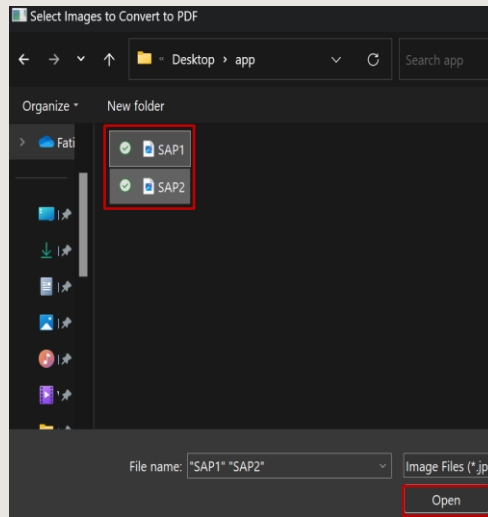 Select Images to Convert to PDF
« Desktop › app
Search app
Organize
New folder
Fati
SAP1
SAP2
File name: "SAP1" "SAP2"
Image Files (*.jp
Open